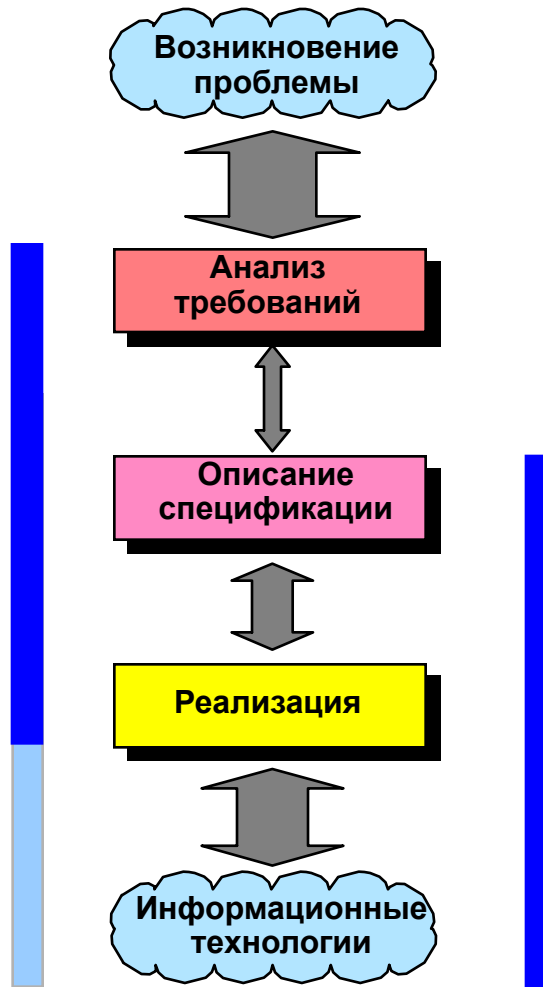 Возникновение
проблемы
Анализ
требований
Описание
спецификации
Реализация
Информационные
технологии